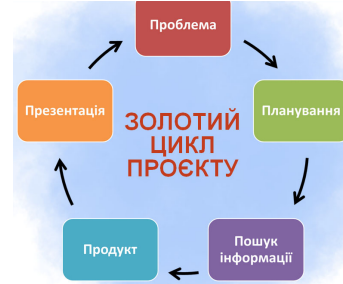 Проблема
Планування
Пошук
інформації
Продукт
Презентація
ЗОЛОТИЙ
ЦИКЛ
ПРОЄКТУ